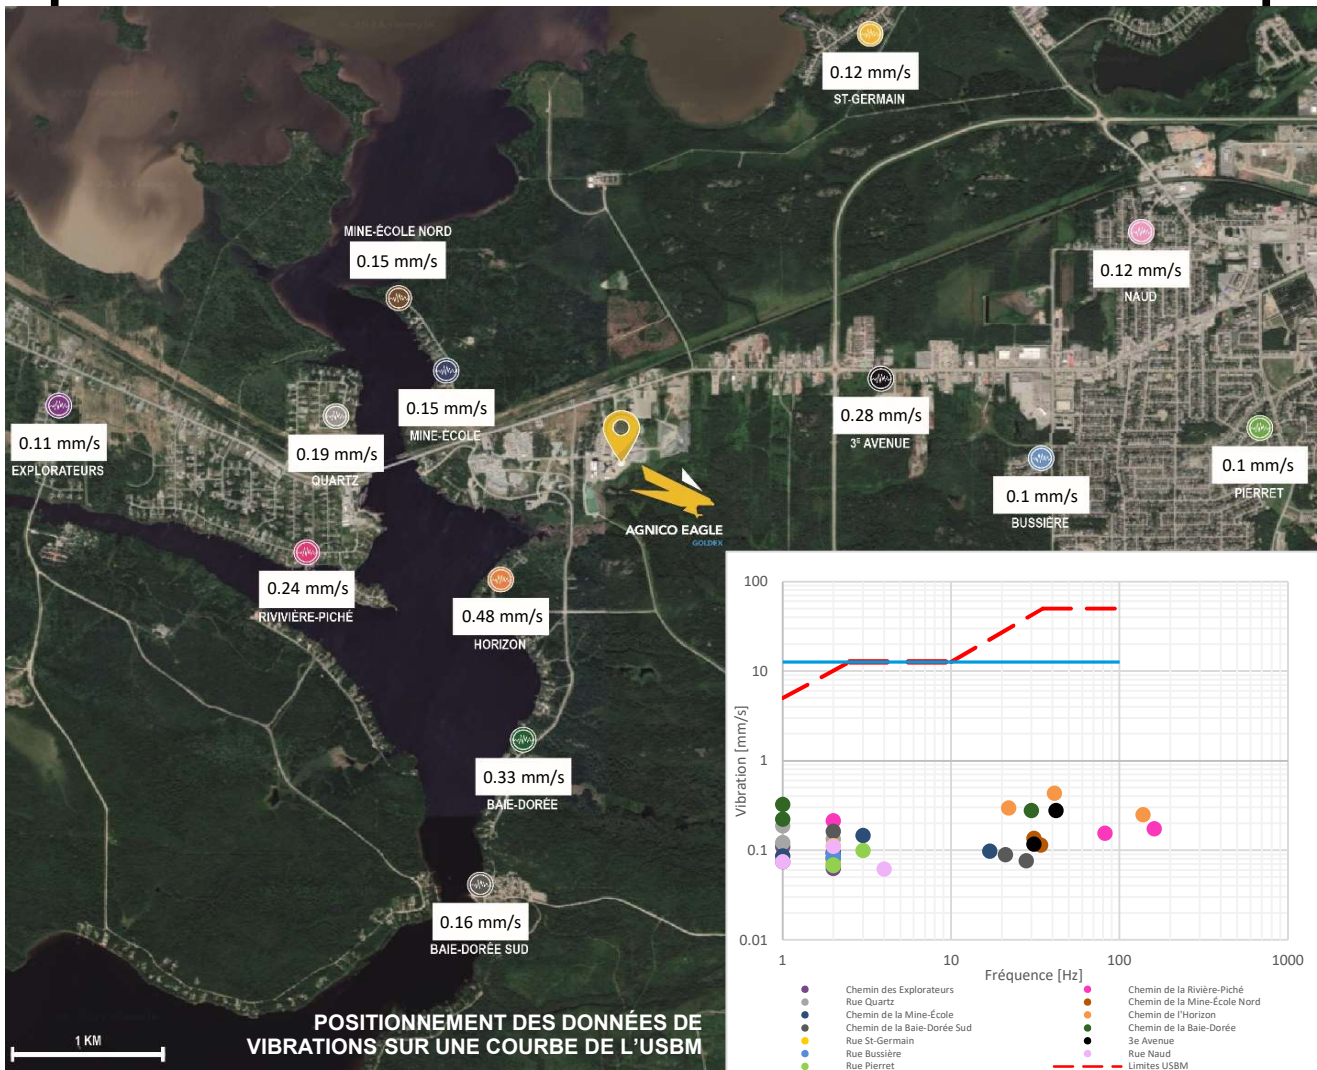 0.12 mm/s
ST-GERMAIN
MINE-ÉCOLE NORD
0.15 mm/s
0.12 mm/s
NAUD
0.11 mm/s
EXPLORATEURS
0.19 mm/s
QUARTZ
0.15 mm/s
MINE-ÉCOLE
0.28 mm/s
3E AVENUE
0.1 mm/s
BUSSIÈRE
0.1 mm/s
PIERRET
AGNICO EAGLE
GOLDEX
0.24 mm/s
RIVIVIÈRE-PICHÉ
0.48 mm/s
HORIZON
0.33 mm/s
BAIE-DORÉE
0.16 mm/s
BAIE-DORÉE SUD
POSITIONNEMENT DES DONNÉES DE
VIBRATIONS SUR UNE COURBE DE L'USBM
1 KM
Vibration [mm/s]
100
10
1
0.1
0.01
1 10 100 1000
Fréquence [Hz]
Chemin des Explorateurs
Rue Quartz
Chemin de la Mine-École
Chemin de la Baie-Dorée Sud
Rue St-Germain
Rue Bussière
Rue Pierret
Chemin de la Rivière-Piché
Chemin de la Mine-École Nord
Chemin de l'Horizon
Chemin de la Baie-Dorée
3e Avenue
Rue Naud
Limites USBM